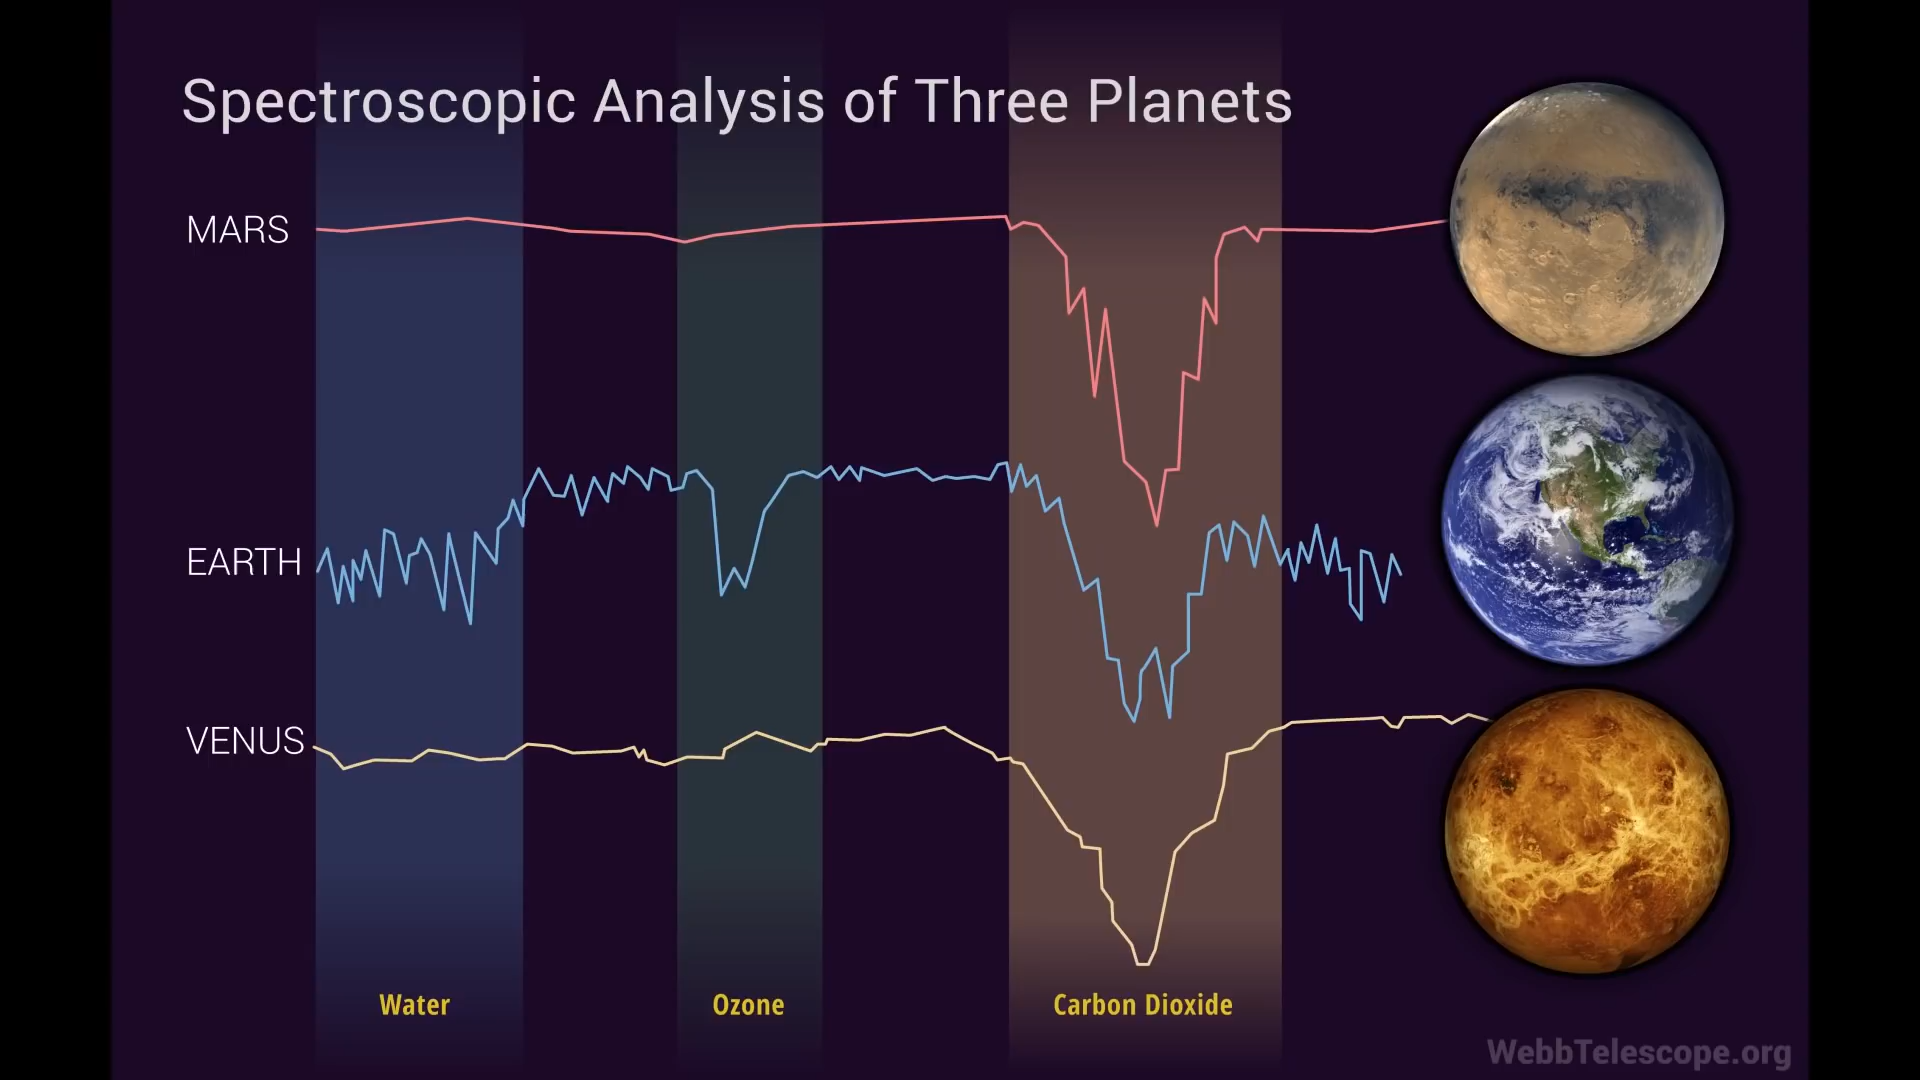 Spectroscopic Analysis of Three Planets
MARS
EARTH
VENUS
Water
Ozone
Carbon Dioxide
WebbTelescope.org